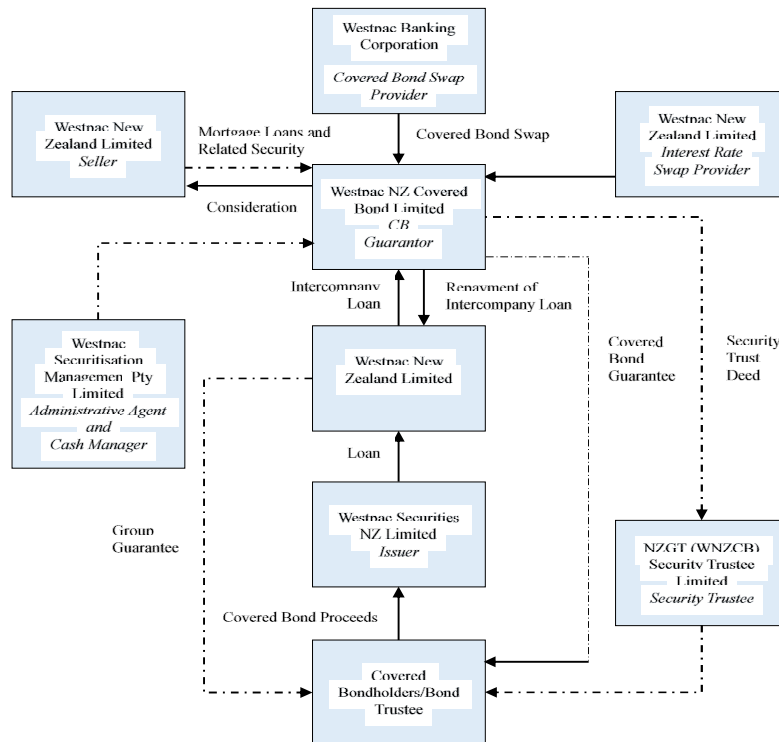 Westpac Banking
Corporation
Covered Bond Swap
Provider
Westpac New
Zealand Limited
Seller
Mortgage Loans and
Related Security
Covered Bond Swap
Westpac New
Zealand Limited
Interest Rate
Swap Provider
Consideration
Westpac NZ Covered
Bond Limited
CB
Guarantor
Intercompany
Loan
Repayment of
Intercompany Loan
Westpac
Securitisation
Management Pty
Limited
Administrative Agent
and
Cash Manager
Westpac New
Zealand Limited
Covered
Bond
Guarantee
Security
Trust
Deed
Loan
Group
Guarantee
Westpac Securities
NZ Limited
Issuer
NZGT (WNZCB)
Security Trustee
Limited
Security Trustee
Covered Bond Proceeds
Covered
Bondholders/Bond
Trustee